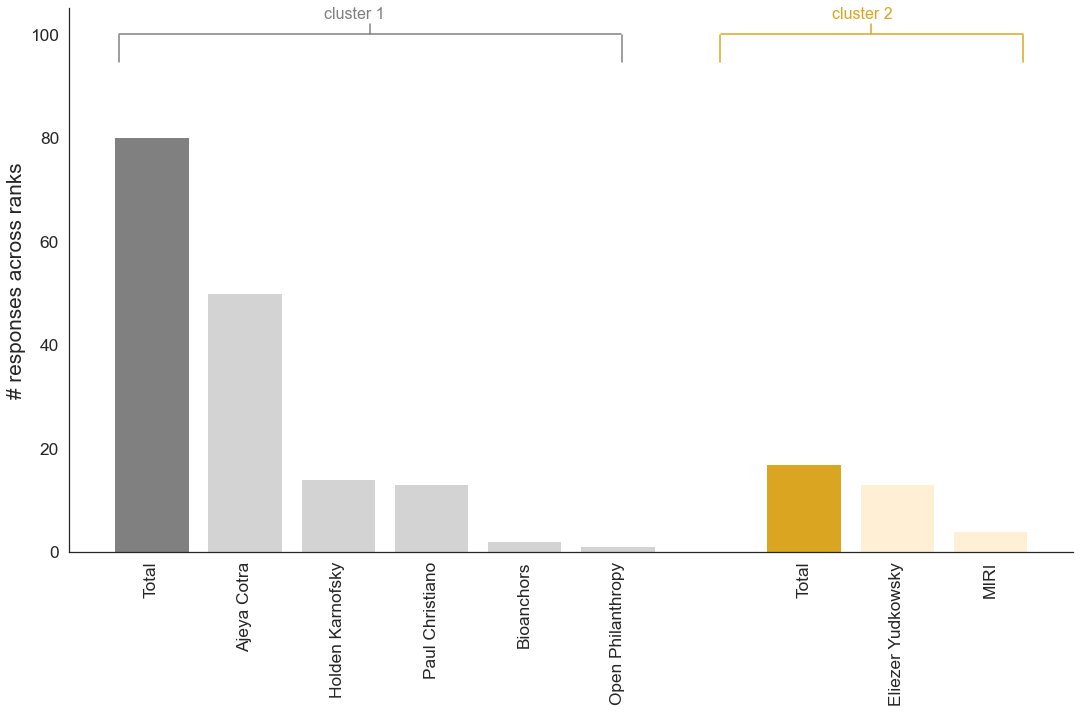 cluster 1
cluster 2
# responses across ranks
100
80
60
40
20
0
Total
Ajeya Cotra
Holden Karnofsky
Paul Christiano
Bioanchors
Open Philanthropy
Total
Eliezer Yudkowsky
MIRI